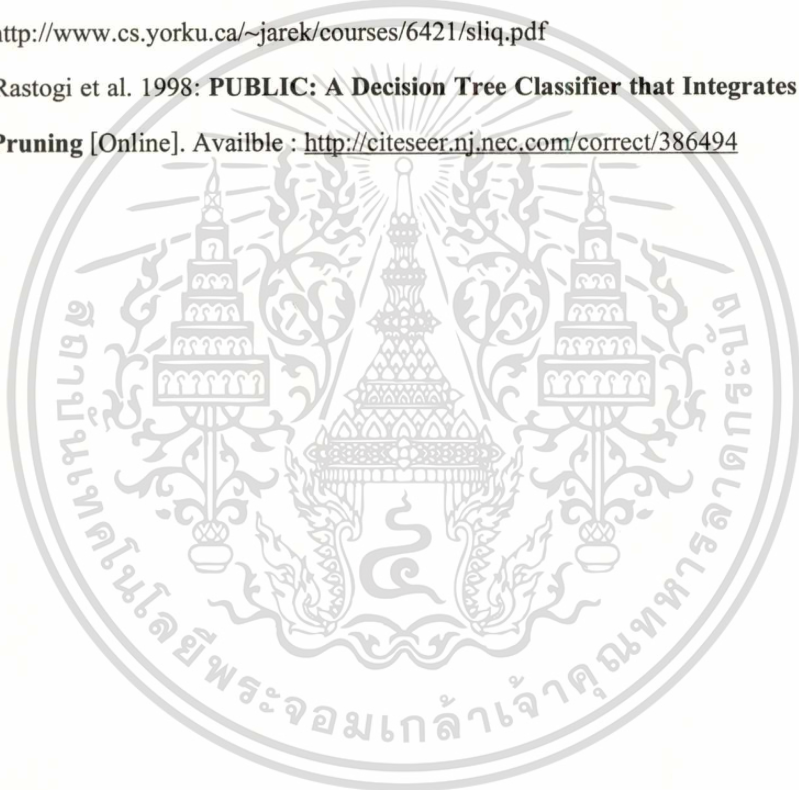 http://www.cs.yorku.ca/~jarek/courses/6421/sliq.pdf
Rastogi et al. 1998: PUBLIC: A Decision Tree Classifier that Integrates
Pruning [Online]. Availble : http://citeseer.nj.nec.com/correct/386494
สถาบันเทคโนโลยีพระจอมเกล้าเจ้าคุณทหารลาดกระบัง